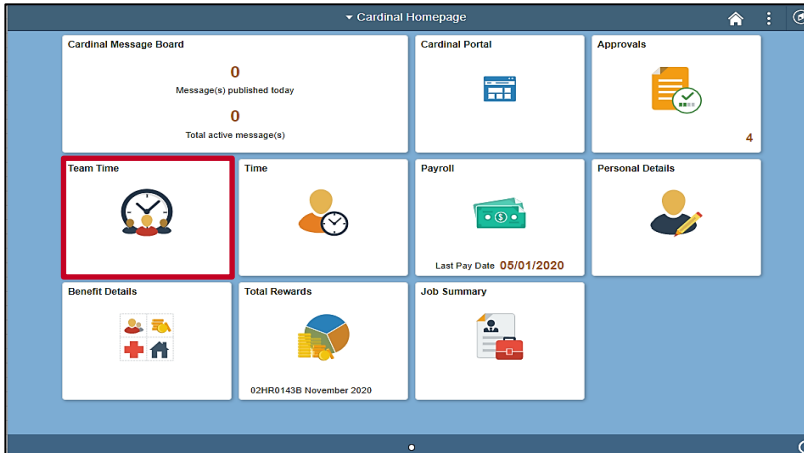 Cardinal Homepage
Cardinal Message Board
0
Message(s) published today
0
Total active message(s)
Cardinal Portal
Approvals
4
Team Time
Time
Payroll
Last Pay Date 05/01/2020
Personal Details
Benefit Details
Total Rewards
02HR0143B November 2020
Job Summary